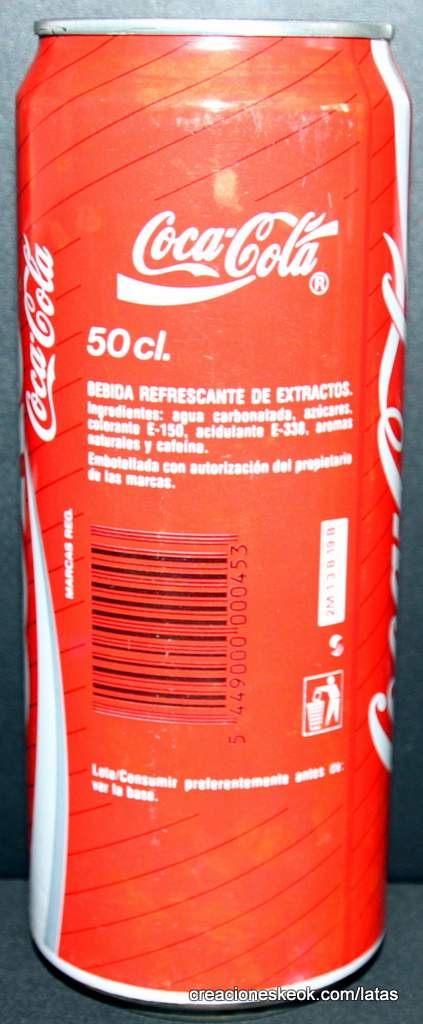 Coca-Cola
Coca-Cola®
50 cl.
BEBIDA REFRESCANTE DE EXTRACTOS.
Ingredientes: agua carbonatada, azúcares,
colorante E-150, acidulante E-338, aromas
naturales y cafeína.
Embotellada con autorización del propietario
de las marcas.
MARCAS REG.
5 449000 000453
Lote/Consumir preferentemente antes de:
ver la base.
creacioneskeok.com/latas